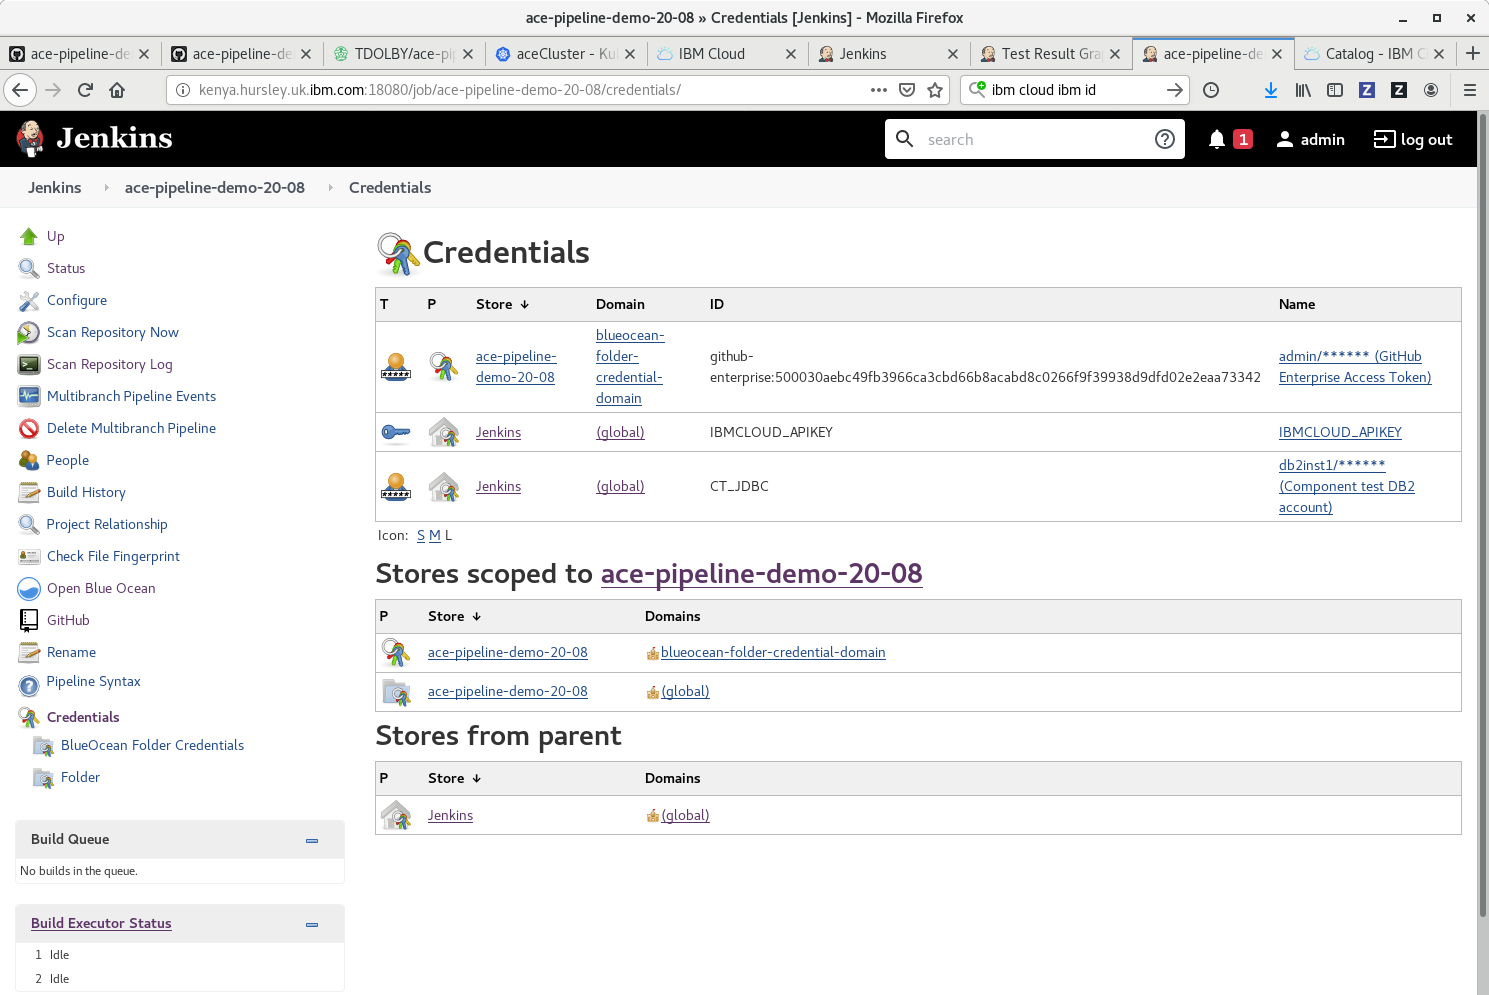 ace-pipeline-demo-20-08 » Credentials [Jenkins] - Mozilla Firefox
ace-pipeline-de
ace-pipeline-de
TDOLBY/ace-pip
aceCluster - Ku
IBM Cloud
Jenkins
Test Result Gra
ace-pipeline-de
Catalog - IBM C
kenya.hursley.uk.ibm.com:18080/job/ace-pipeline-demo-20-08/credentials/
ibm cloud ibm id
Jenkins
search
1
admin
log out
Jenkins
ace-pipeline-demo-20-08
Credentials
Up
Status
Configure
Scan Repository Now
Scan Repository Log
Multibranch Pipeline Events
Delete Multibranch Pipeline
People
Build History
Project Relationship
Check File Fingerprint
Open Blue Ocean
GitHub
Rename
Pipeline Syntax
Credentials
BlueOcean Folder Credentials
Folder
Build Queue
No builds in the queue.
Build Executor Status
1 Idle
2 Idle
Credentials
T P Store ↓ Domain ID Name
ace-pipeline-
demo-20-08
blueocean-
folder-
credential-
domain
github-
enterprise:500030aebc49fb3966ca3cbd66b8acabd8c0266f9f39938d9dfd02e2eaa73342
admin/****** (GitHub
Enterprise Access Token)
Jenkins (global) IBMCLOUD_APIKEY IBMCLOUD_APIKEY
Jenkins (global) CT_JDBC
db2inst1/******
(Component test DB2
account)
Icon: S M L
Stores scoped to ace-pipeline-demo-20-08
P Store ↓ Domains
ace-pipeline-demo-20-08 blueocean-folder-credential-domain
ace-pipeline-demo-20-08 (global)
Stores from parent
P Store ↓ Domains
Jenkins (global)